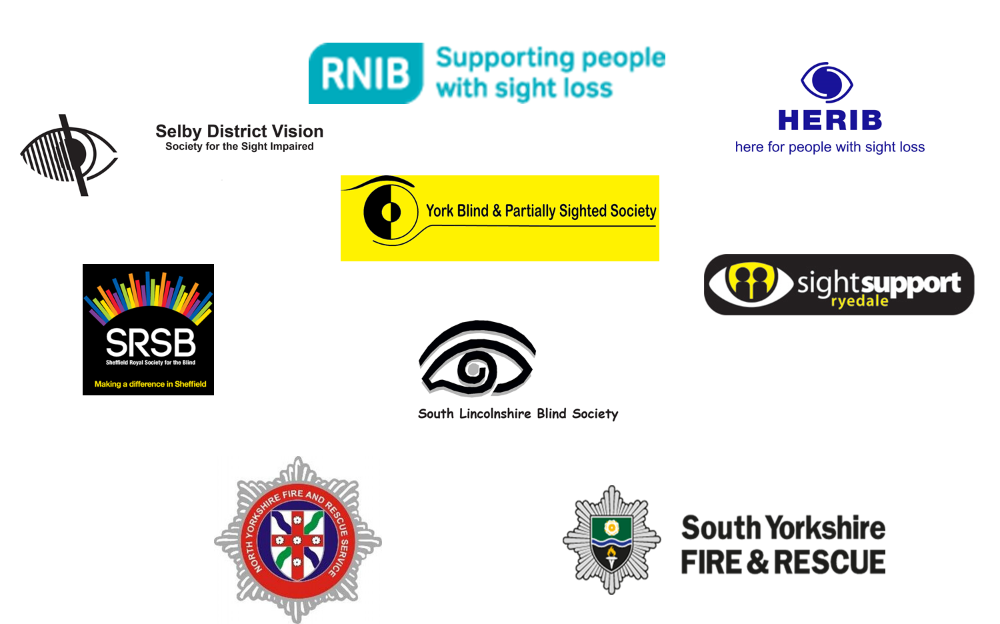 RNIB
Supporting people
with sight loss
HERIB
here for people with sight loss
Selby District Vision
Society for the Sight Impaired
York Blind & Partially Sighted Society
sightsupport
ryedale
SRSB
Sheffield Royal Society for the Blind
Making a difference in Sheffield
South Lincolnshire Blind Society
NORTH YORKSHIRE FIRE AND RESCUE SERVICE
South Yorkshire
FIRE & RESCUE